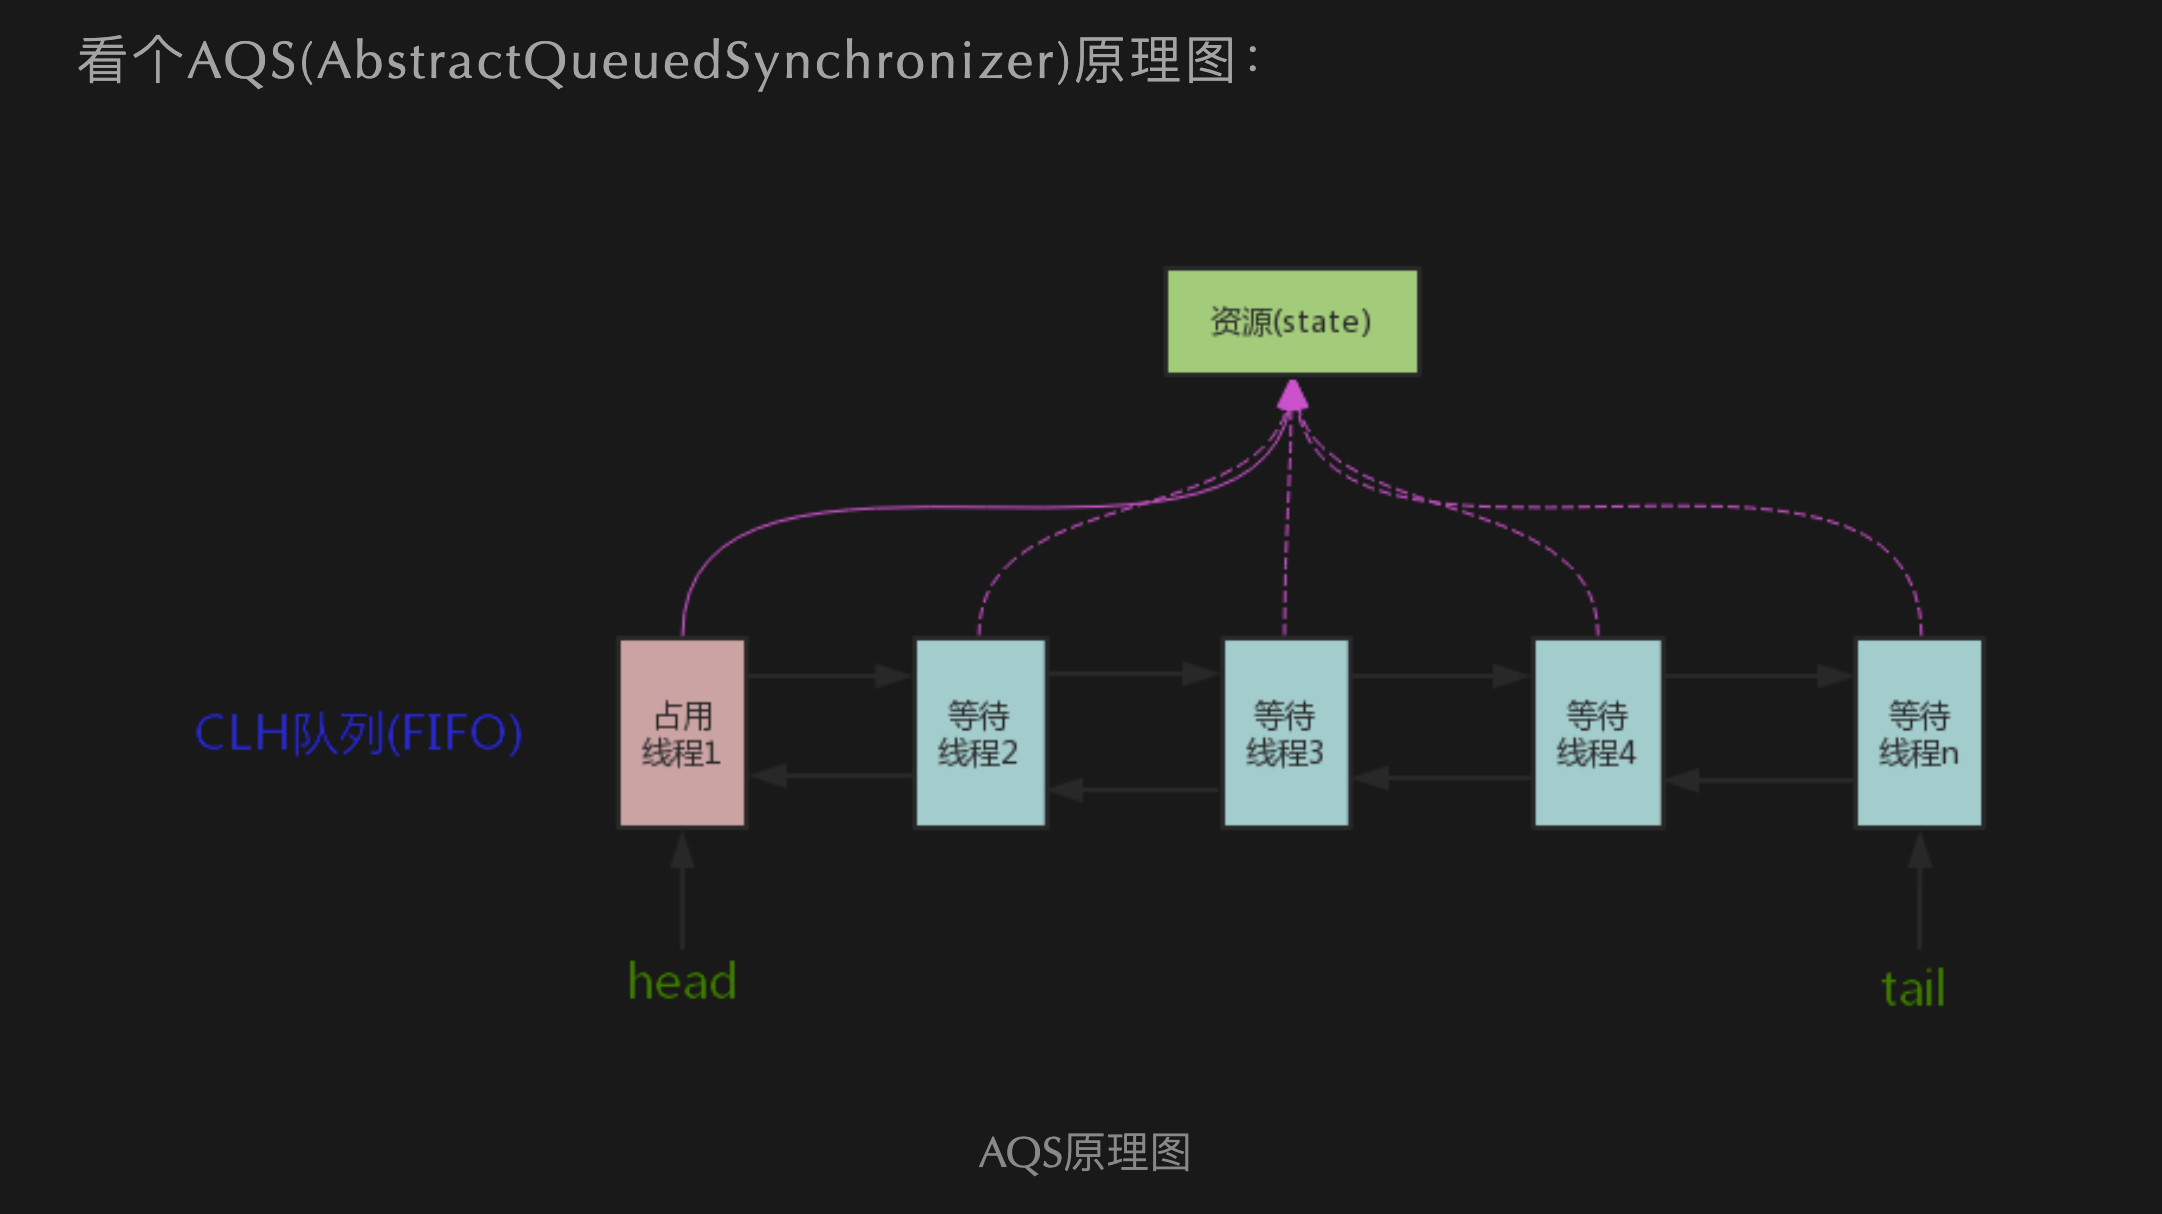 看个AQS(AbstractQueuedSynchronizer)原理图：
资源(state)
CLH队列(FIFO)
占用
线程1
等待
线程2
等待
线程3
等待
线程4
等待
线程n
head
tail
AQS原理图